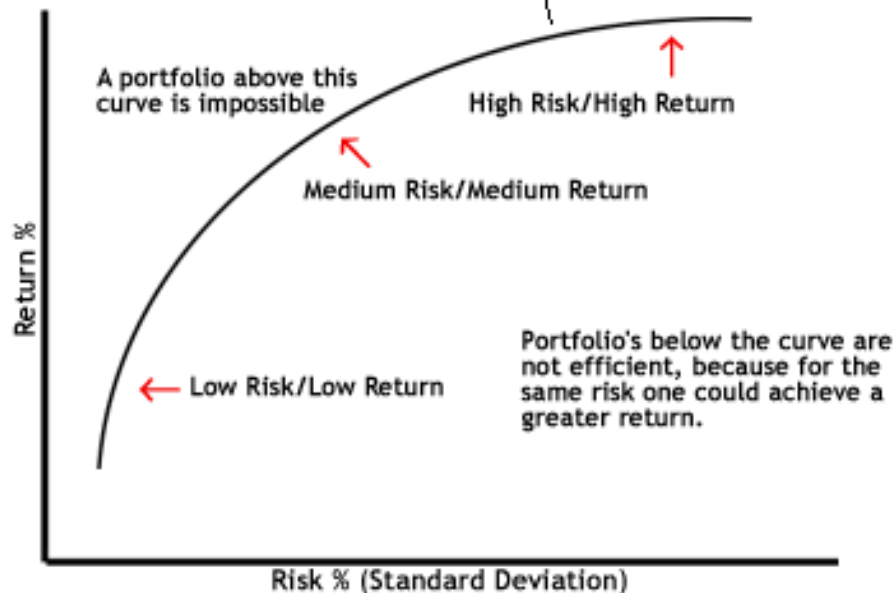 A portfolio above this
curve is impossible
High Risk/High Return
Medium Risk/Medium Return
Return %
Portfolio's below the curve are
not efficient, because for the
same risk one could achieve a
greater return.
Low Risk/Low Return
Risk % (Standard Deviation)